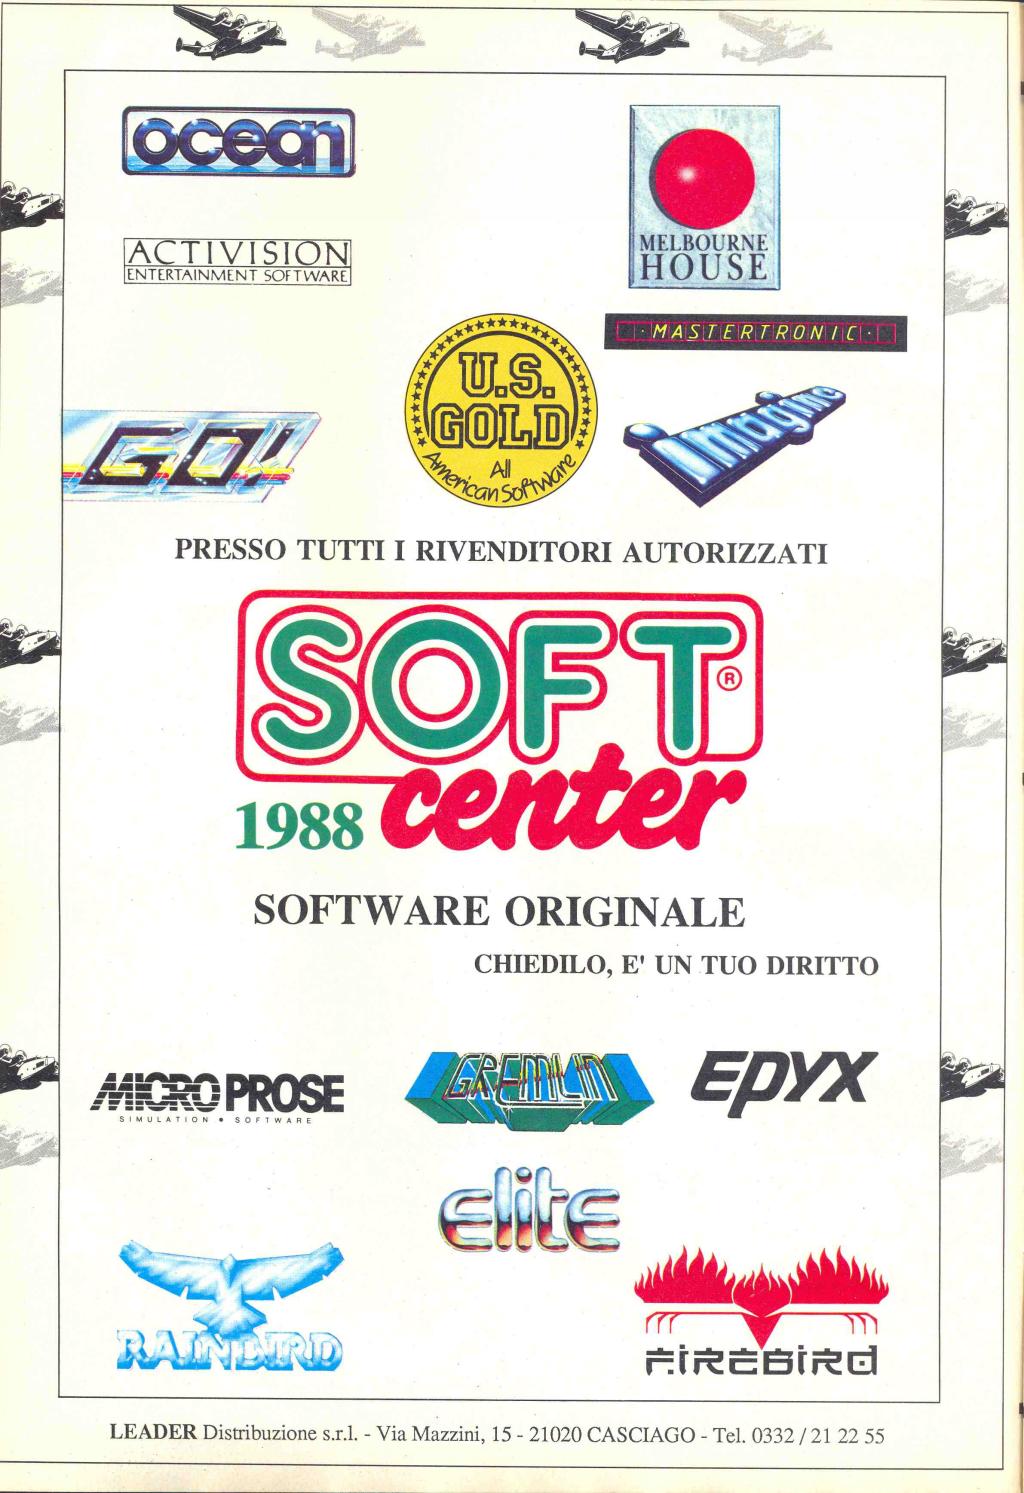 ocean
MELBOURNE
HOUSE
ACTIVISION
ENTERTAINMENT SOFTWARE
· MASTERTRONIC ·
U.S.
GOLD
All
American Software
imagine
GO!
PRESSO TUTTI I RIVENDITORI AUTORIZZATI
SOFT®
1988 center
SOFTWARE ORIGINALE
CHIEDILO, E' UN TUO DIRITTO
MICROPROSE
SIMULATION • SOFTWARE
GREMLIN
EPYX
elite
RAINBIRD
FIREBIRD
LEADER Distribuzione s.r.l. - Via Mazzini, 15 - 21020 CASCIAGO - Tel. 0332 / 21 22 55